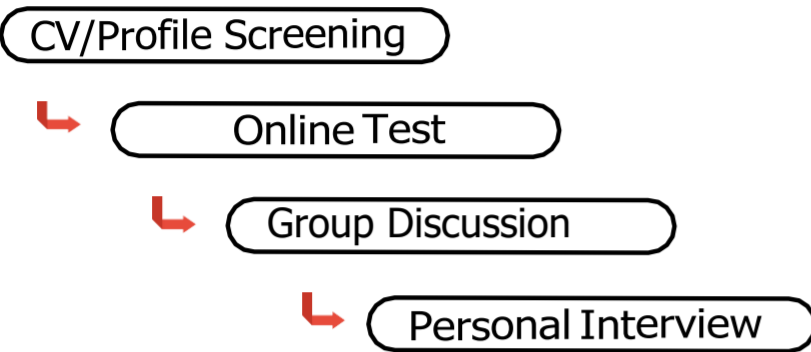 CV/Profile Screening
Online Test
Group Discussion
Personal Interview